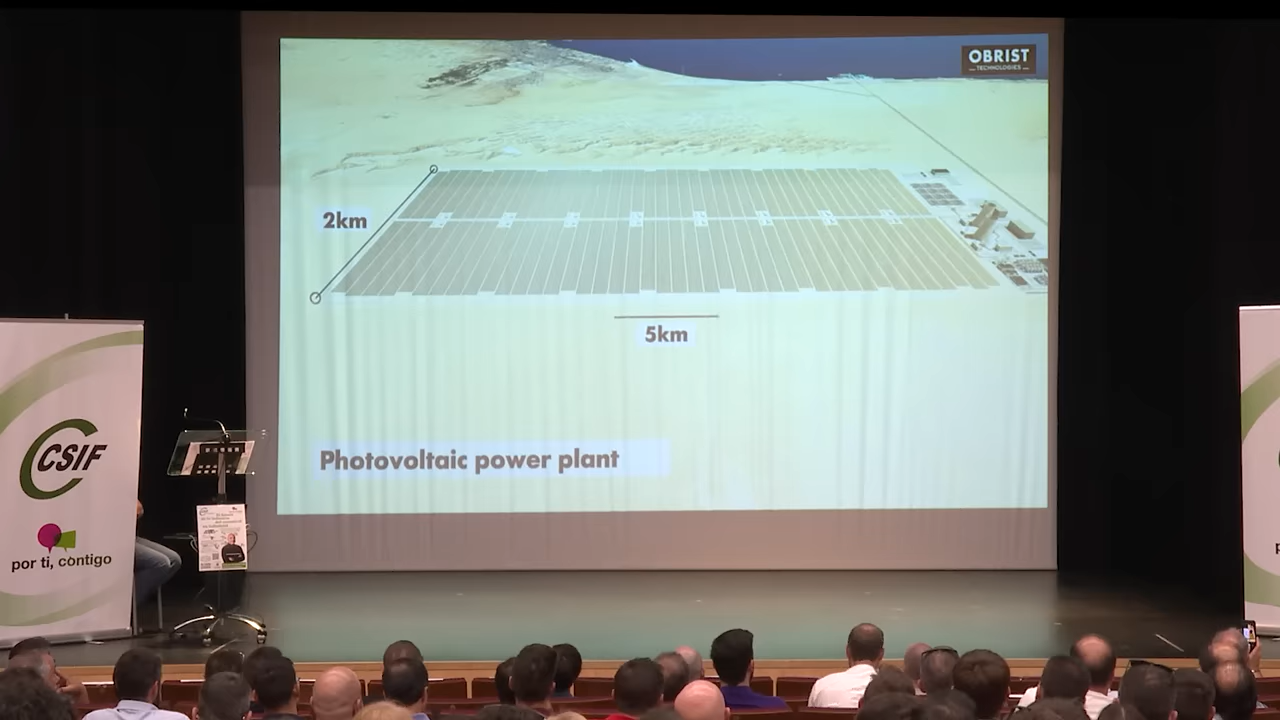 OBRIST
TECHNOLOGIES
2km
5km
Photovoltaic power plant
CSIF
por ti, contigo